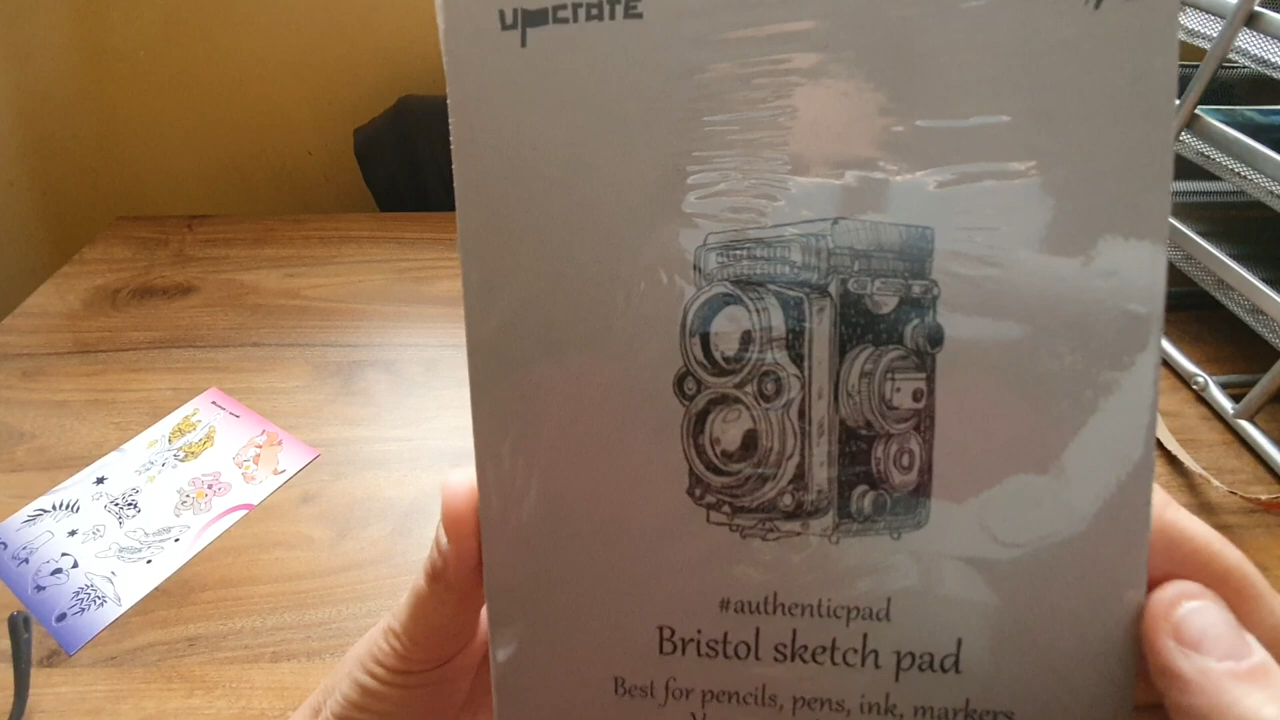 upcrate
#authenticpad
Bristol sketch pad
Best for pencils, pens, ink, markers